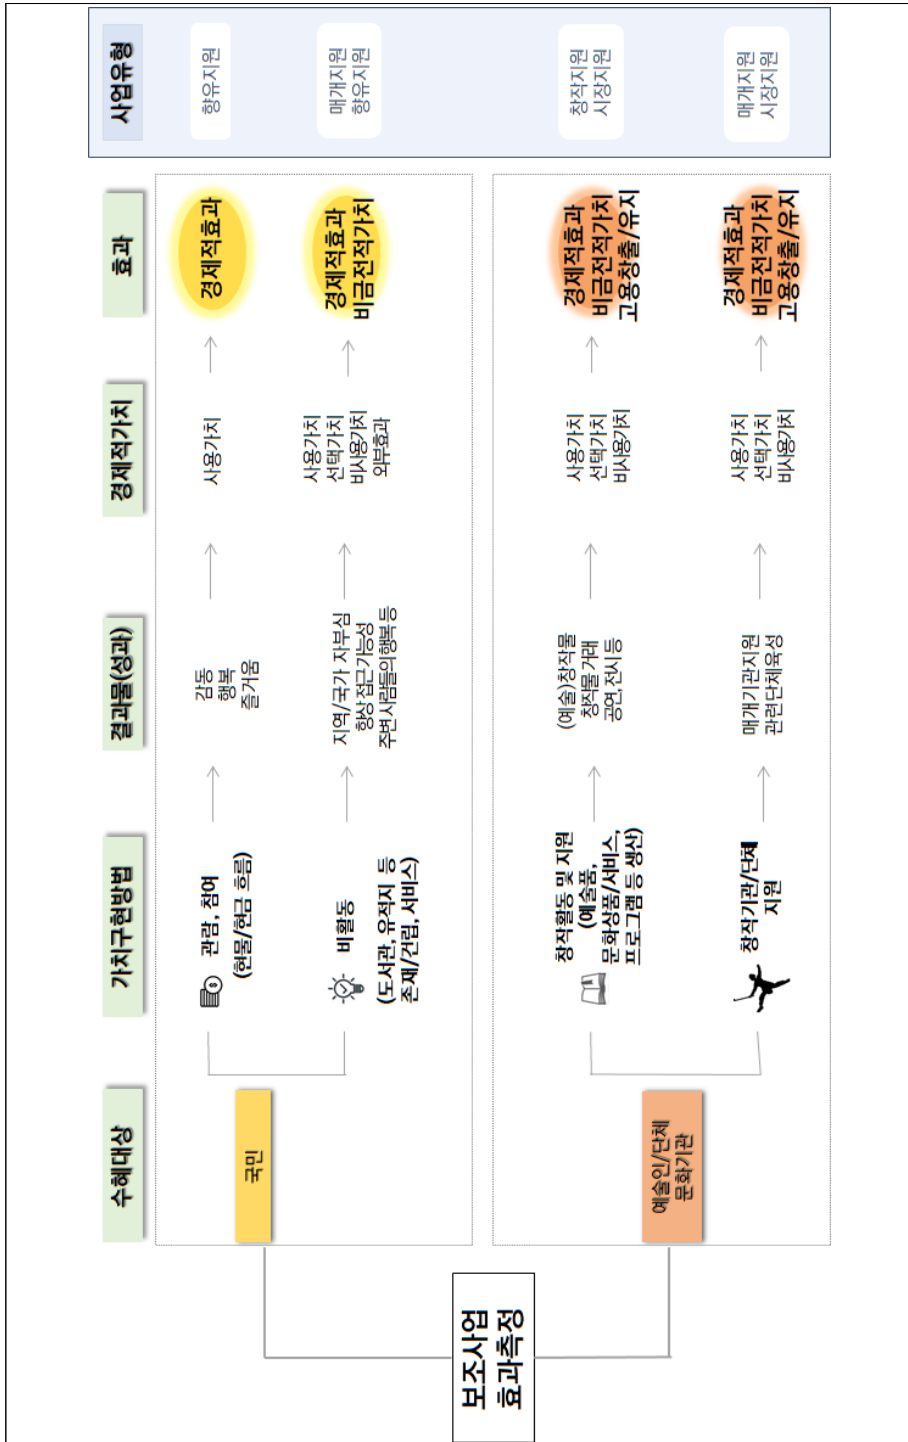 보조사업
효과측정
수혜대상
가치구현방법
결과물(성과)
경제적가치
효과
사업유형
국민
관람, 참여
(현물/현금 흐름)
감동
행복
즐거움
사용가치
경제적효과
향유지원
비활동
(도서관, 유적지 등
존재/건립, 서비스)
지역/국가 자부심
향상 접근가능성
주변사람들의 행복 등
사용가치
선택가치
비사용가치
외부효과
경제적효과
비금전적가치
매개지원
향유지원
예술인/단체
문화기관
창작활동 및 지원
(예술품,
문화상품/서비스,
프로그램 등 생산)
(예술)창작물
창작물 거래
공연,전시 등
사용가치
선택가치
비사용가치
경제적효과
비금전적가치
고용창출/유지
창작지원
시장지원
창작기관/단체
지원
매개기관지원
관련단체육성
사용가치
선택가치
비사용가치
경제적효과
비금전적가치
고용창출/유지
매개지원
시장지원